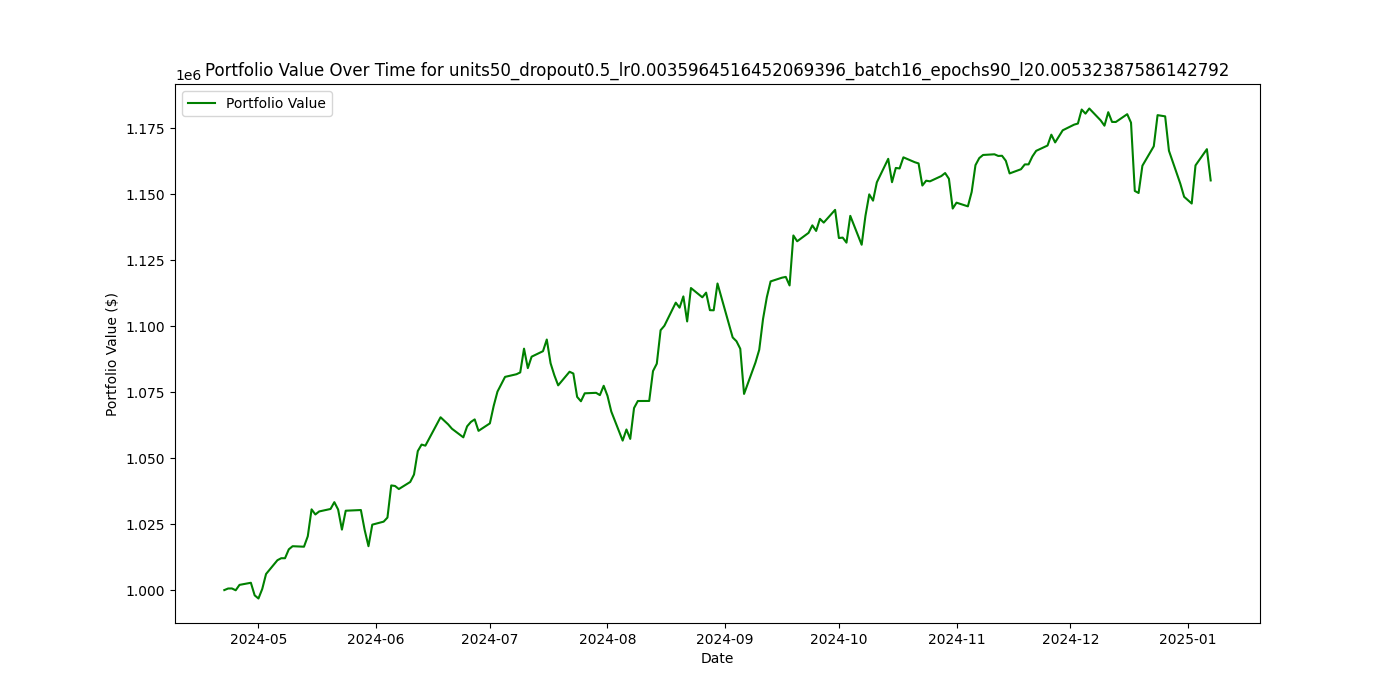 Portfolio Value Over Time for units50_dropout0.5_lr0.0035964516452069396_batch16_epochs90_l20.00532387586142792
1e6
Portfolio Value
1.175
1.150
1.125
1.100
1.075
1.050
1.025
1.000
Portfolio Value ($)
2024-05 2024-06 2024-07 2024-08 2024-09 2024-10 2024-11 2024-12 2025-01
Date